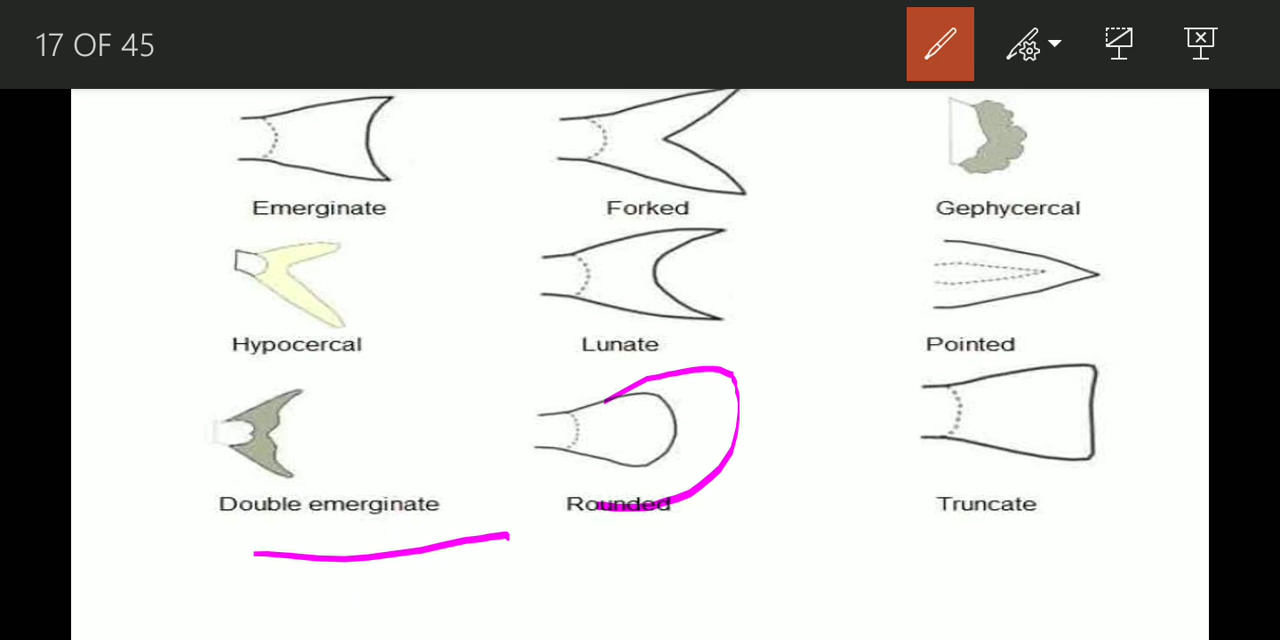 17 OF 45
Emerginate Forked Gephycercal
Hypocercal Lunate Pointed
Double emerginate Rounded Truncate